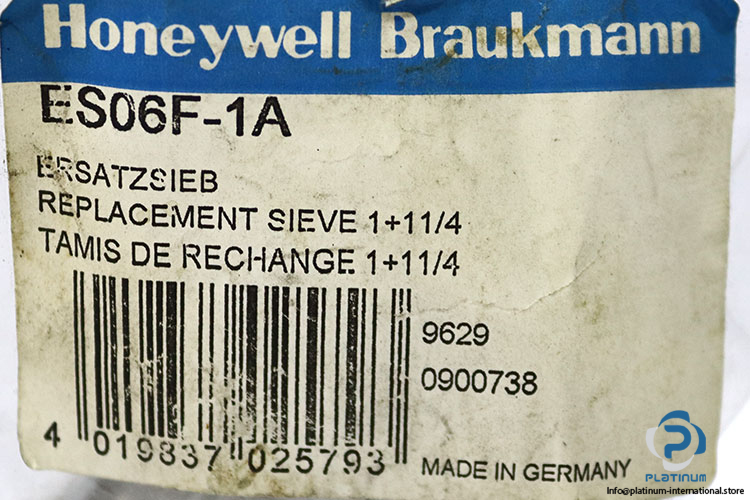 Honeywell Braukmann
ES06F-1A
ERSATZSIEB
REPLACEMENT SIEVE 1+11/4
TAMIS DE RECHANGE 1+11/4
9629
0900738
4 019837 025793
MADE IN GERMANY
PLATINUM
Info@platinum-international.store